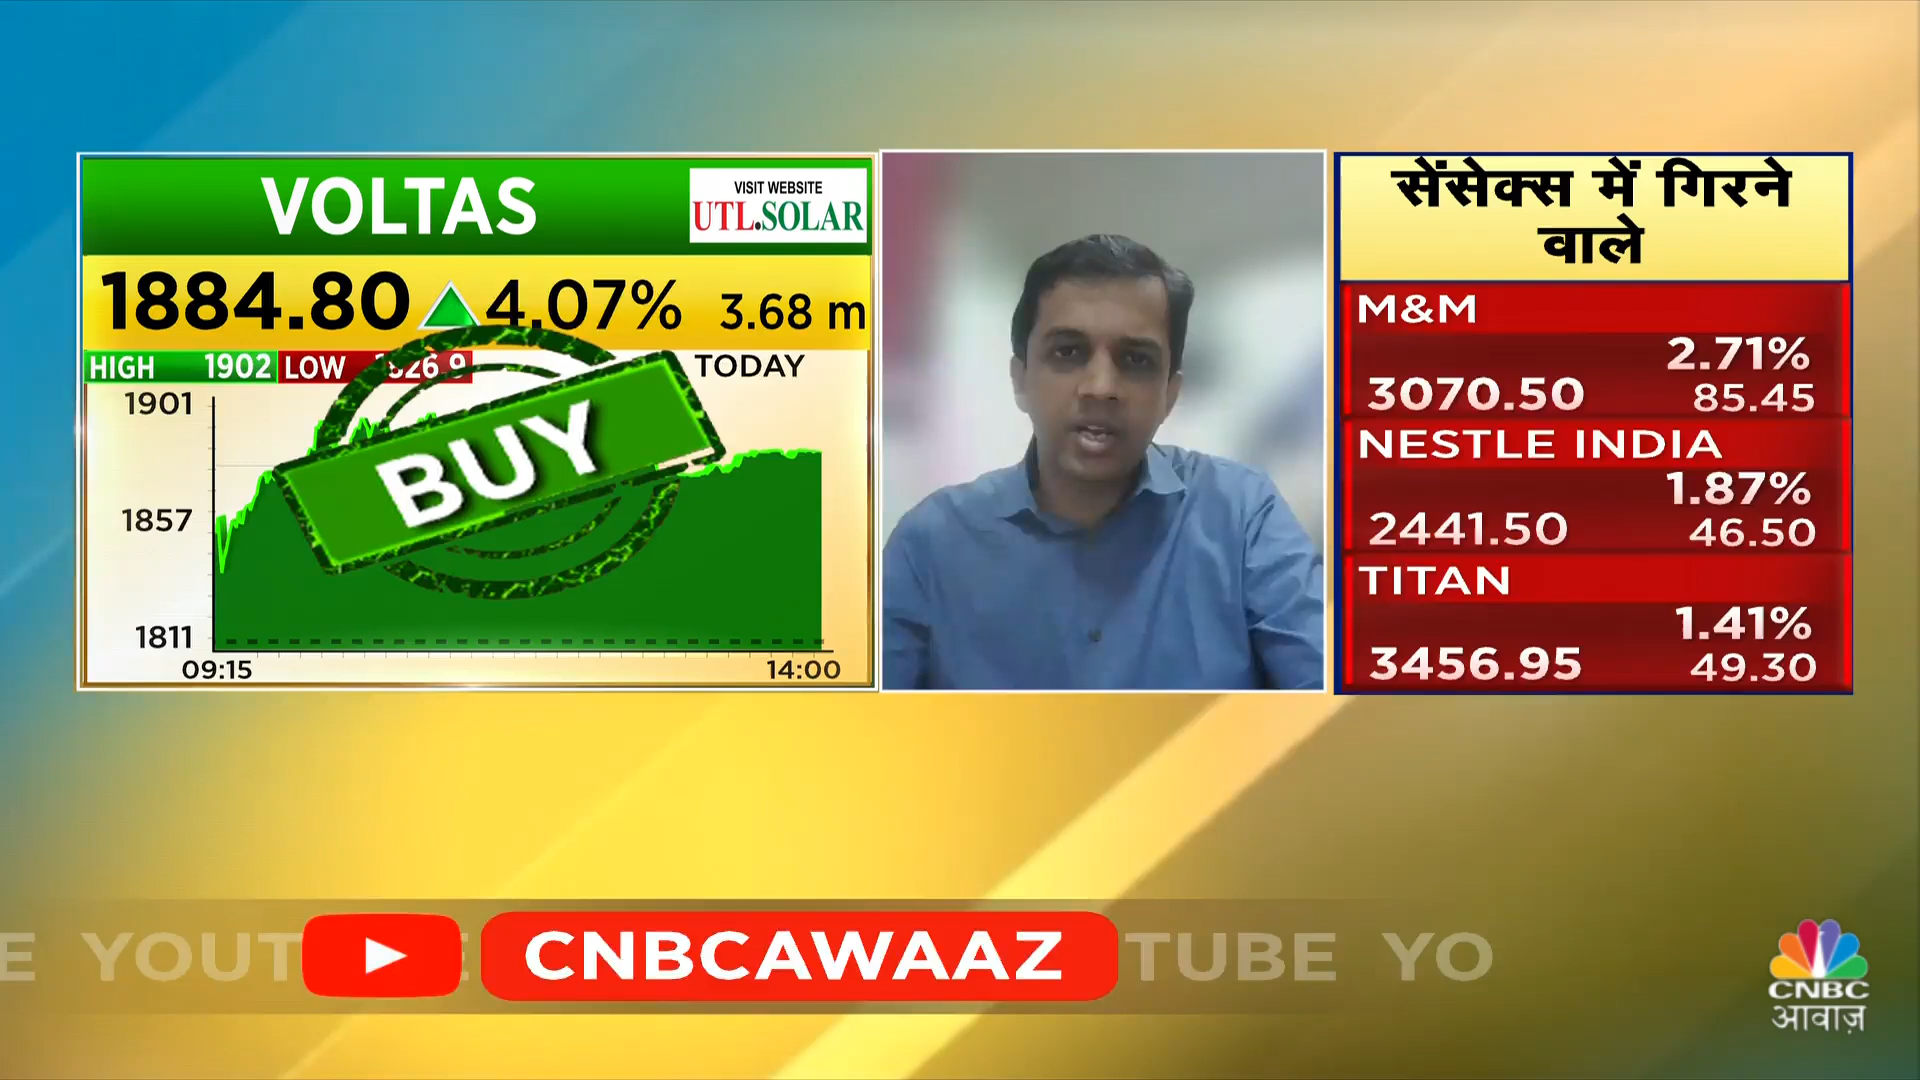 VOLTAS
VISIT WEBSITE
UTL.SOLAR
1884.80 4.07% 3.68 m
HIGH 1902 LOW 1826.9 TODAY
1901
1857
1811
09:15 14:00
BUY
सेंसेक्स में गिरने
वाले
M&M
2.71%
3070.50 85.45
NESTLE INDIA
1.87%
2441.50 46.50
TITAN
1.41%
3456.95 49.30
E YOUT E CNBCAWAAZ TUBE YO
CNBC
आवाज़